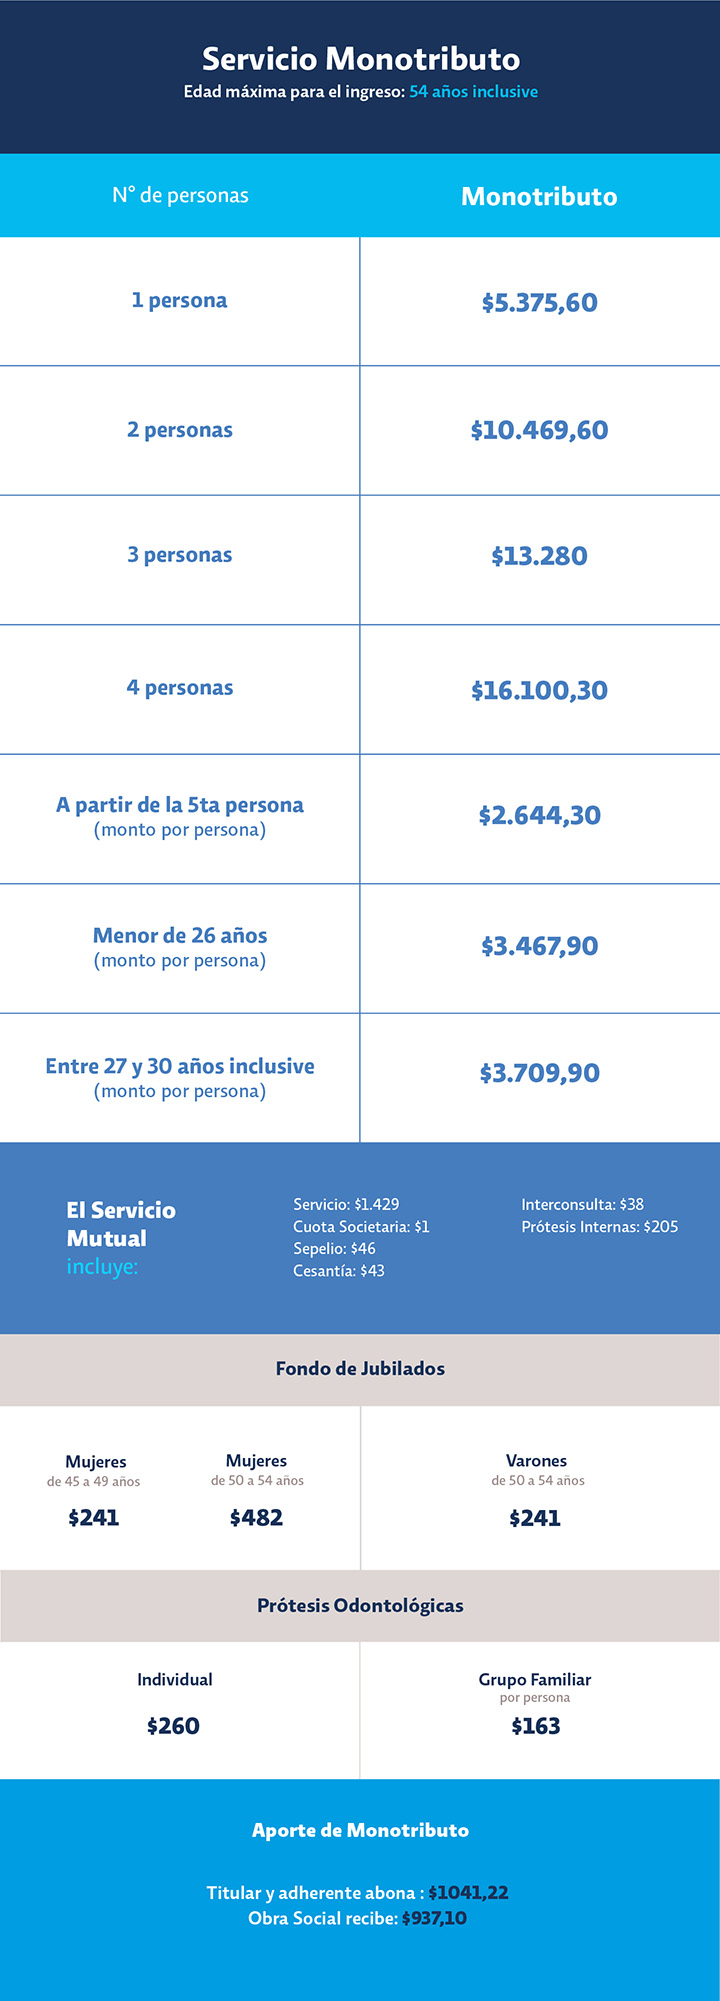 Servicio Monotributo
Edad máxima para el ingreso: 54 años inclusive
N° de personas
Monotributo
1 persona
$5.375,60
2 personas
$10.469,60
3 personas
$13.280
4 personas
$16.100,30
A partir de la 5ta persona
(monto por persona)
$2.644,30
Menor de 26 años
(monto por persona)
$3.467,90
Entre 27 y 30 años inclusive
(monto por persona)
$3.709,90
El Servicio
Mutual
incluye:
Servicio: $1.429
Cuota Societaria: $1
Sepelio: $46
Cesantía: $43
Interconsulta: $38
Prótesis Internas: $205
Fondo de Jubilados
Mujeres
de 45 a 49 años
$241
Mujeres
de 50 a 54 años
$482
Varones
de 50 a 54 años
$241
Prótesis Odontológicas
Individual
$260
Grupo Familiar
por persona
$163
Aporte de Monotributo
Titular y adherente abona : $1041,22
Obra Social recibe: $937,10